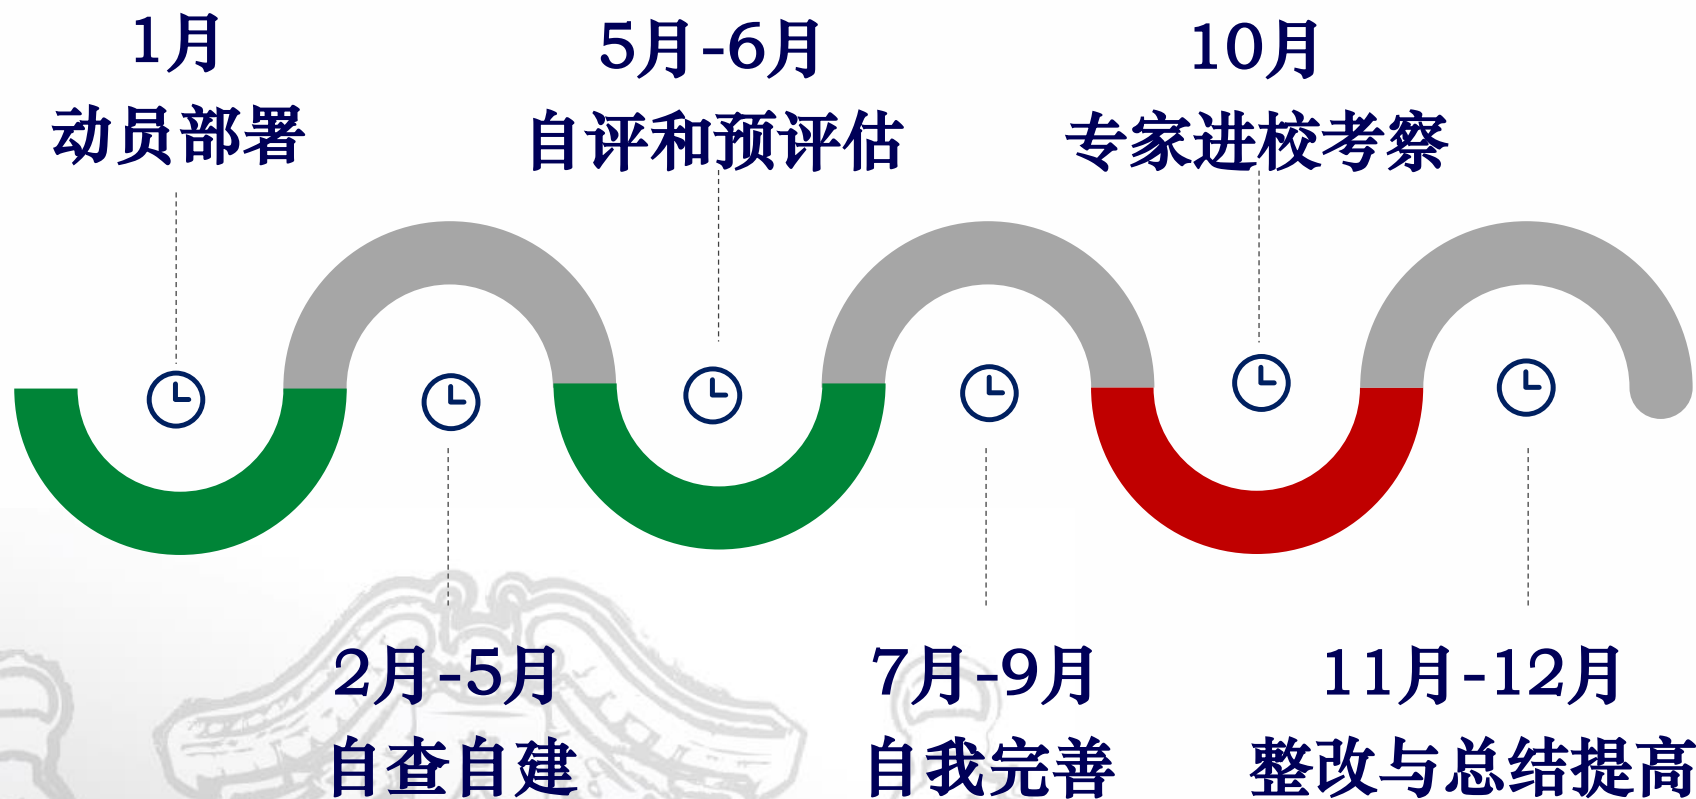 1月
动员部署
5月-6月
自评和预评估
10月
专家进校考察
2月-5月
自查自建
7月-9月
自我完善
11月-12月
整改与总结提高